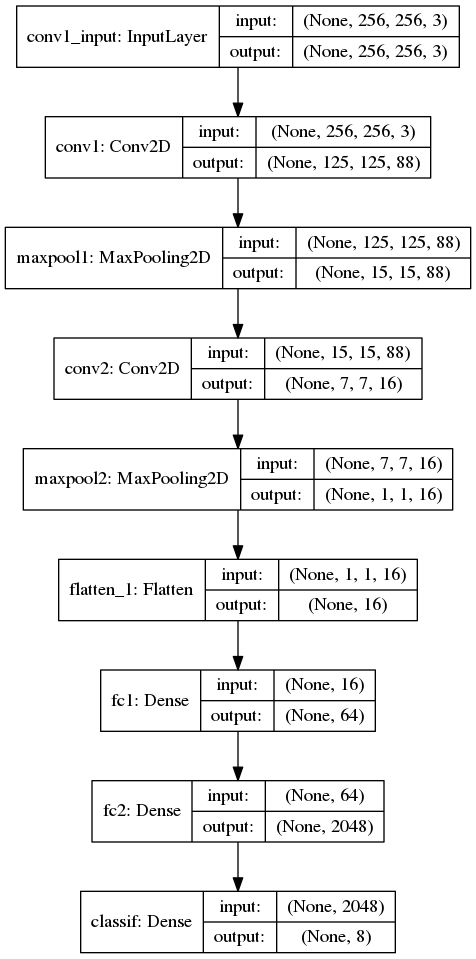 conv1_input: InputLayer
input: (None, 256, 256, 3)
output: (None, 256, 256, 3)
conv1: Conv2D
input: (None, 256, 256, 3)
output: (None, 125, 125, 88)
maxpool1: MaxPooling2D
input: (None, 125, 125, 88)
output: (None, 15, 15, 88)
conv2: Conv2D
input: (None, 15, 15, 88)
output: (None, 7, 7, 16)
maxpool2: MaxPooling2D
input: (None, 7, 7, 16)
output: (None, 1, 1, 16)
flatten_1: Flatten
input: (None, 1, 1, 16)
output: (None, 16)
fc1: Dense
input: (None, 16)
output: (None, 64)
fc2: Dense
input: (None, 64)
output: (None, 2048)
classif: Dense
input: (None, 2048)
output: (None, 8)